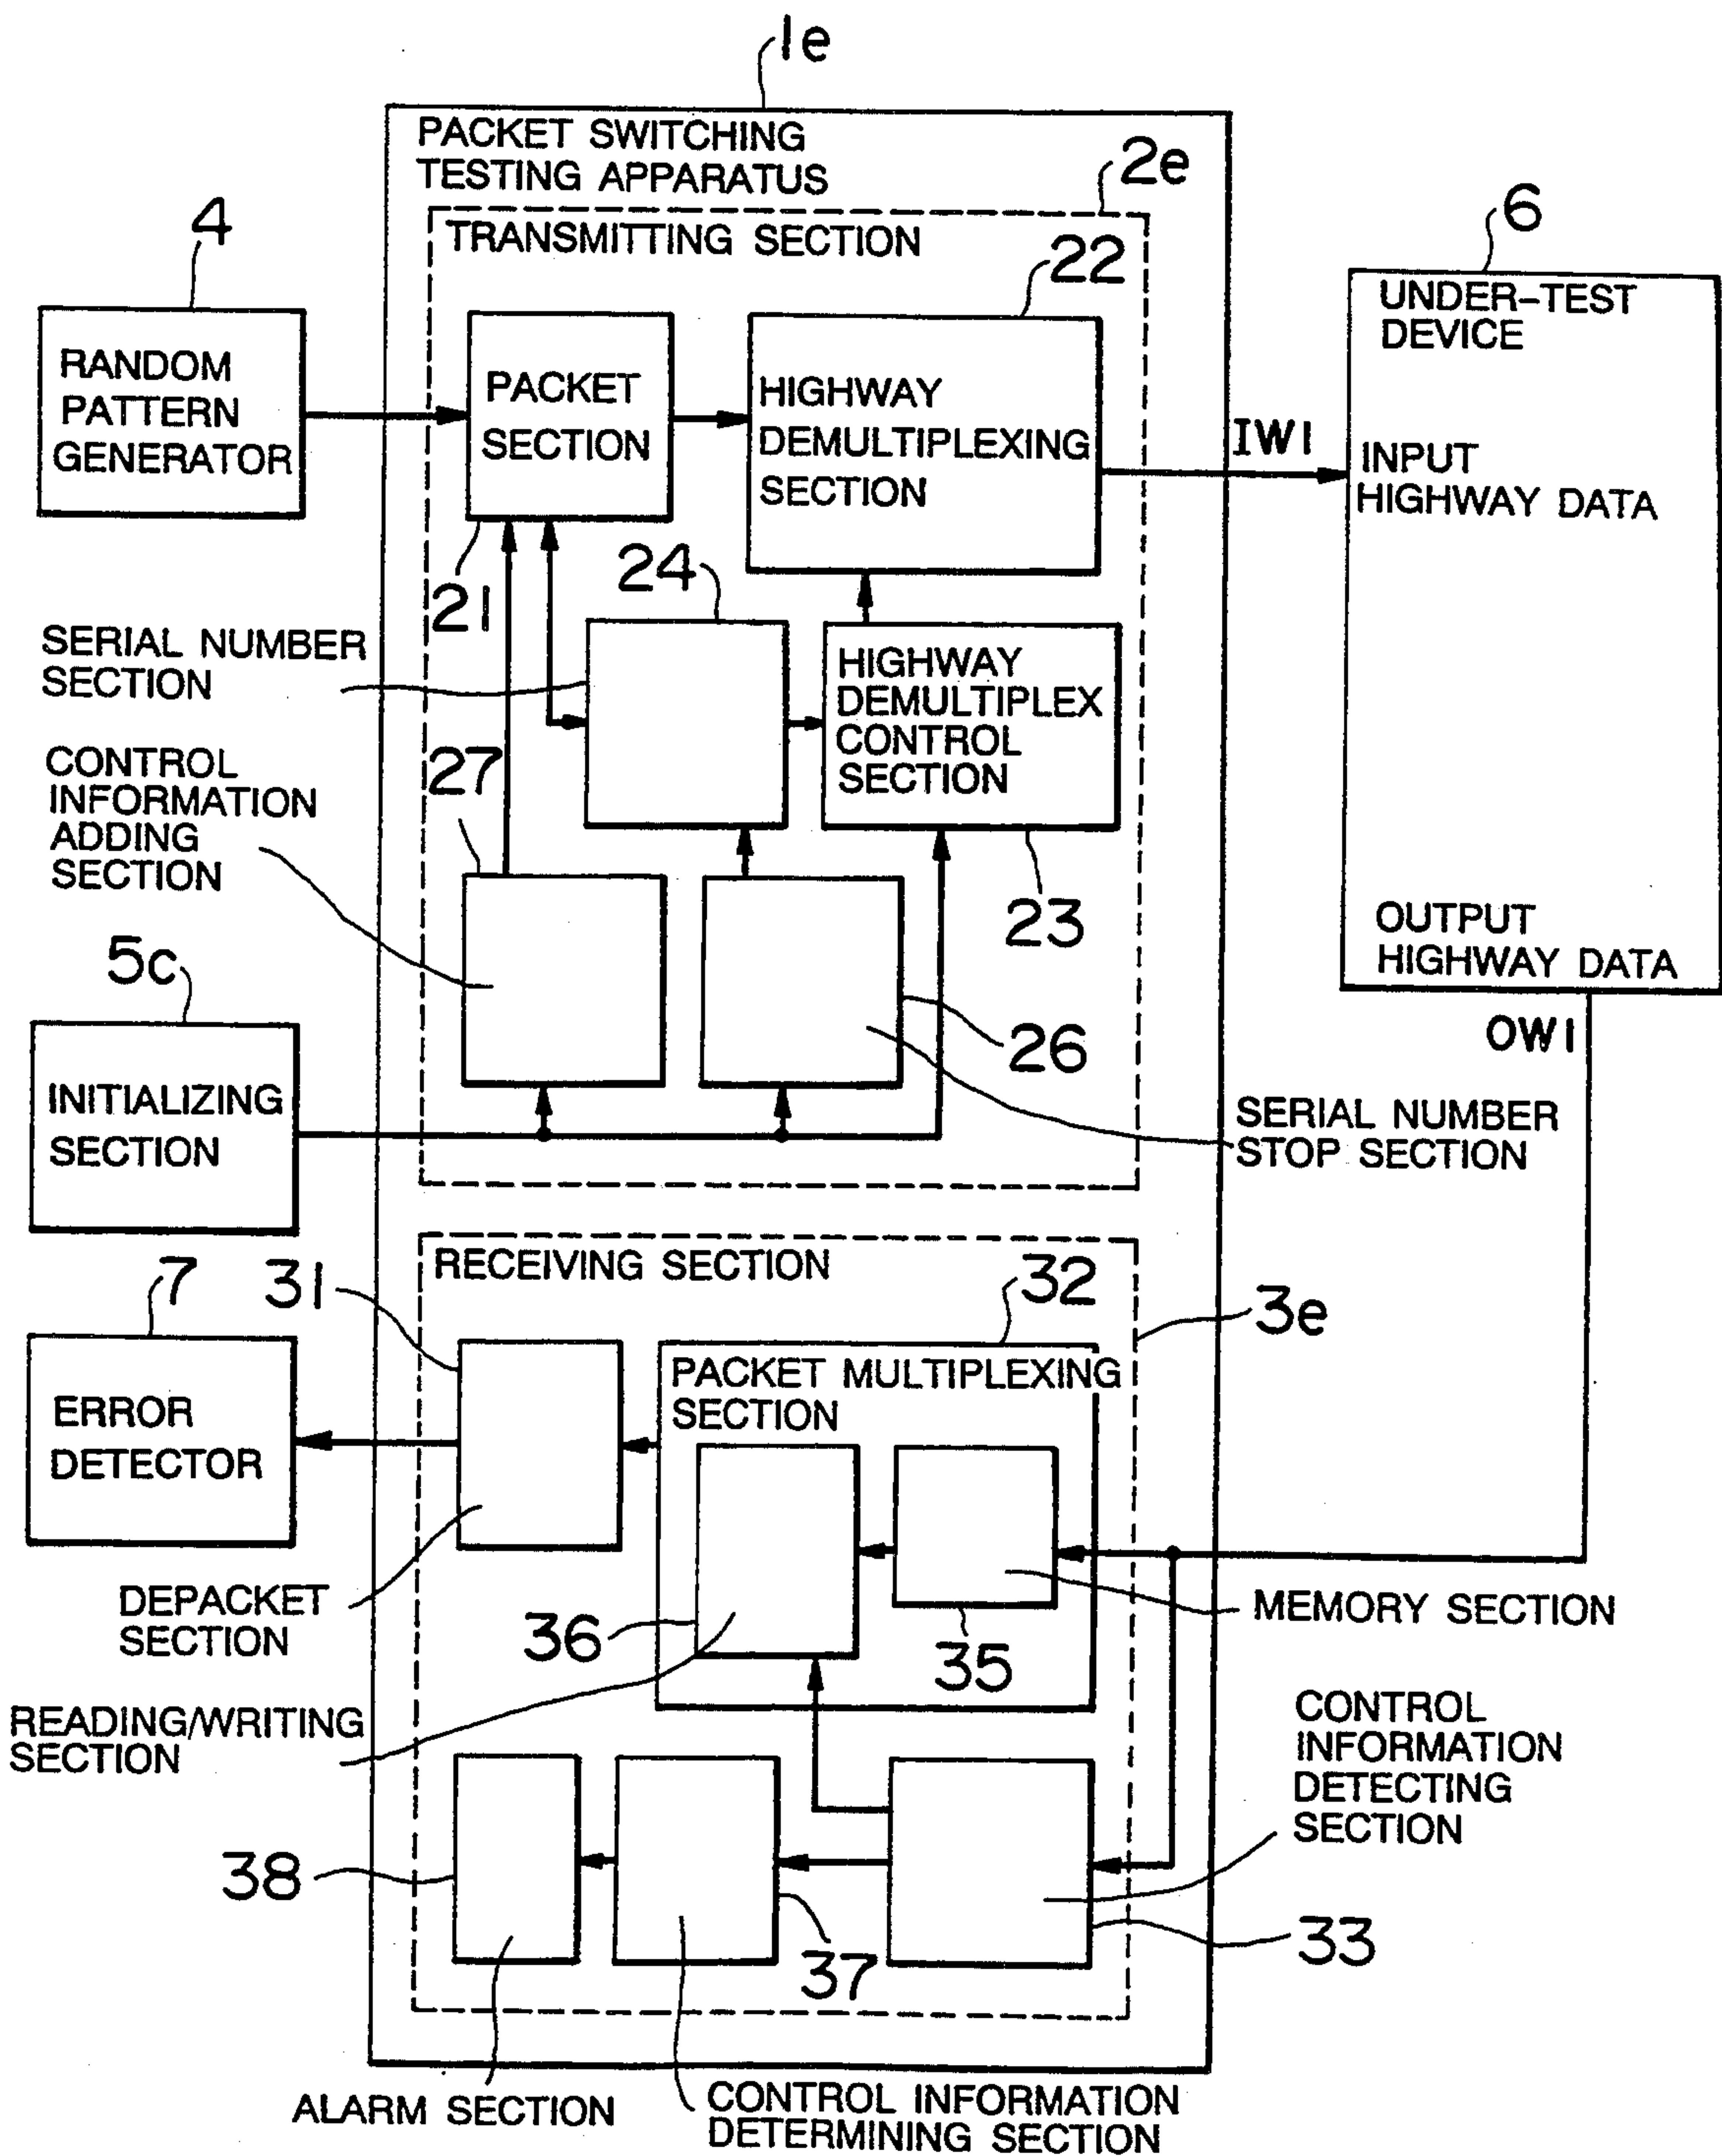 1e
PACKET SWITCHING
TESTING APPARATUS
2e
TRANSMITTING SECTION
4
22
6
RANDOM
PATTERN
GENERATOR
PACKET
SECTION
HIGHWAY
DEMULTIPLEXING
SECTION
UNDER-TEST
DEVICE
IW1
INPUT
HIGHWAY DATA
21
24
SERIAL NUMBER
SECTION
HIGHWAY
DEMULTIPLEX
CONTROL
SECTION
CONTROL
INFORMATION
ADDING
SECTION
27
23
OUTPUT
HIGHWAY DATA
5c
26
OW1
INITIALIZING
SECTION
SERIAL NUMBER
STOP SECTION
RECEIVING SECTION
7
31
32
3e
ERROR
DETECTOR
PACKET MULTIPLEXING
SECTION
DEPACKET
SECTION
36
35
MEMORY SECTION
READING/WRITING
SECTION
CONTROL
INFORMATION
DETECTING
SECTION
38
37
33
ALARM SECTION
CONTROL INFORMATION
DETERMINING SECTION